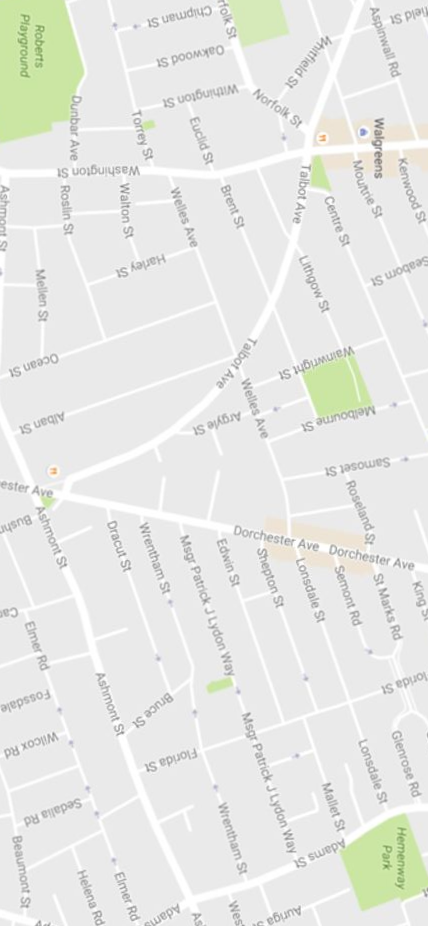 Chipman St
rfolk St
Aspinwall Rd
Roberts
Playground
Oakwood St
Whitfield St
Withington St
Norfolk St
Dunbar Ave
Torrey St
Euclid St
Walgreens
Washington St
Talbot Ave
Moultrie St
Kenwood St
Ashmont St
Roslin St
Walton St
Welles Ave
Brent St
Centre St
Harley St
Mellen St
Lithgow St
Seaborn
Ocean St
Talbot Ave
Wainwright St
Alban St
Argyle St
Welles Ave
Melbourne St
Samoset St
ester Ave
Roseland St
Ashmont St
Dracut St
Wrentham St
Msgr Patrick J Lydon Way
Edwin St
Dorchester Ave
Dorchester Ave
Shepton St
Lonsdale St
Semont Rd
St Marks Rd
King St
Elmer Rd
Florida
Fossdale
Ashmont St
Bruce St
Wilcox Rd
Florida St
Msgr Patrick J Lydon Way
Lonsdale St
Glenrose Rd
Sedalia Rd
Wrentham St
Mallet St
Adams St
Hemenway
Park
Beaumont St
Helena Rd
Elmer Rd
Adams St
Auriga St